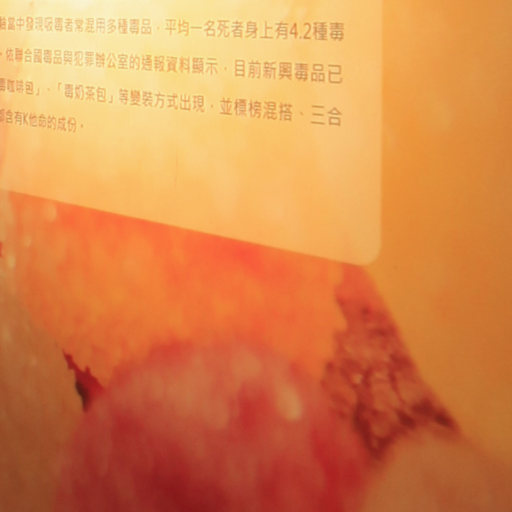 當中發現吸毒者常混用多種毒品，平均一名死者身上有4.2種毒
。依聯合國毒品與犯罪辦公室的通報資料顯示，目前新興毒品已
毒咖啡包」、「毒奶茶包」等變裝方式出現，並標榜混搭、三合
都含有K他命的成份。